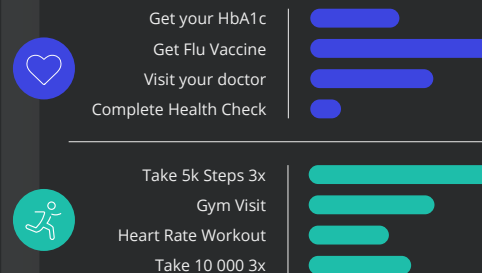 Get your HbA1c
Get Flu Vaccine
Visit your doctor
Complete Health Check
Take 5k Steps 3x
Gym Visit
Heart Rate Workout
Take 10 000 3x